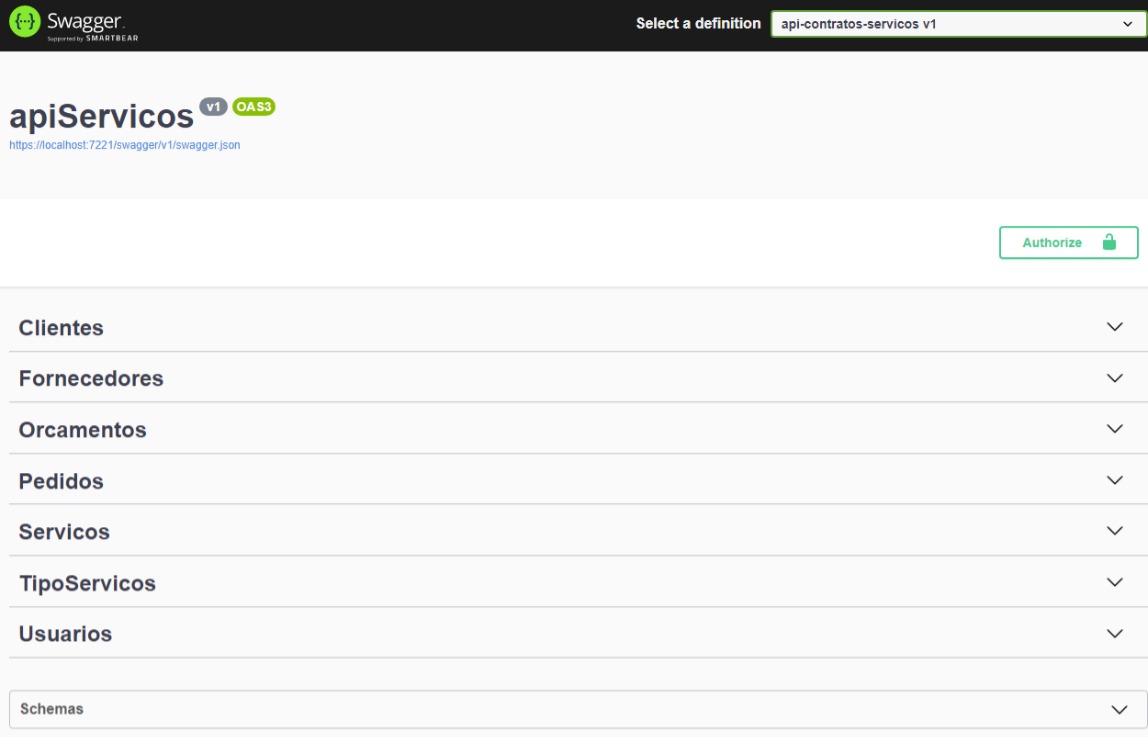 {···} Swagger.
Supported by SMARTBEAR
Select a definition api-contratos-servicos v1
apiServicos v1 OAS3
https://localhost:7221/swagger/v1/swagger.json
Authorize
Clientes
Fornecedores
Orcamentos
Pedidos
Servicos
TipoServicos
Usuarios
Schemas